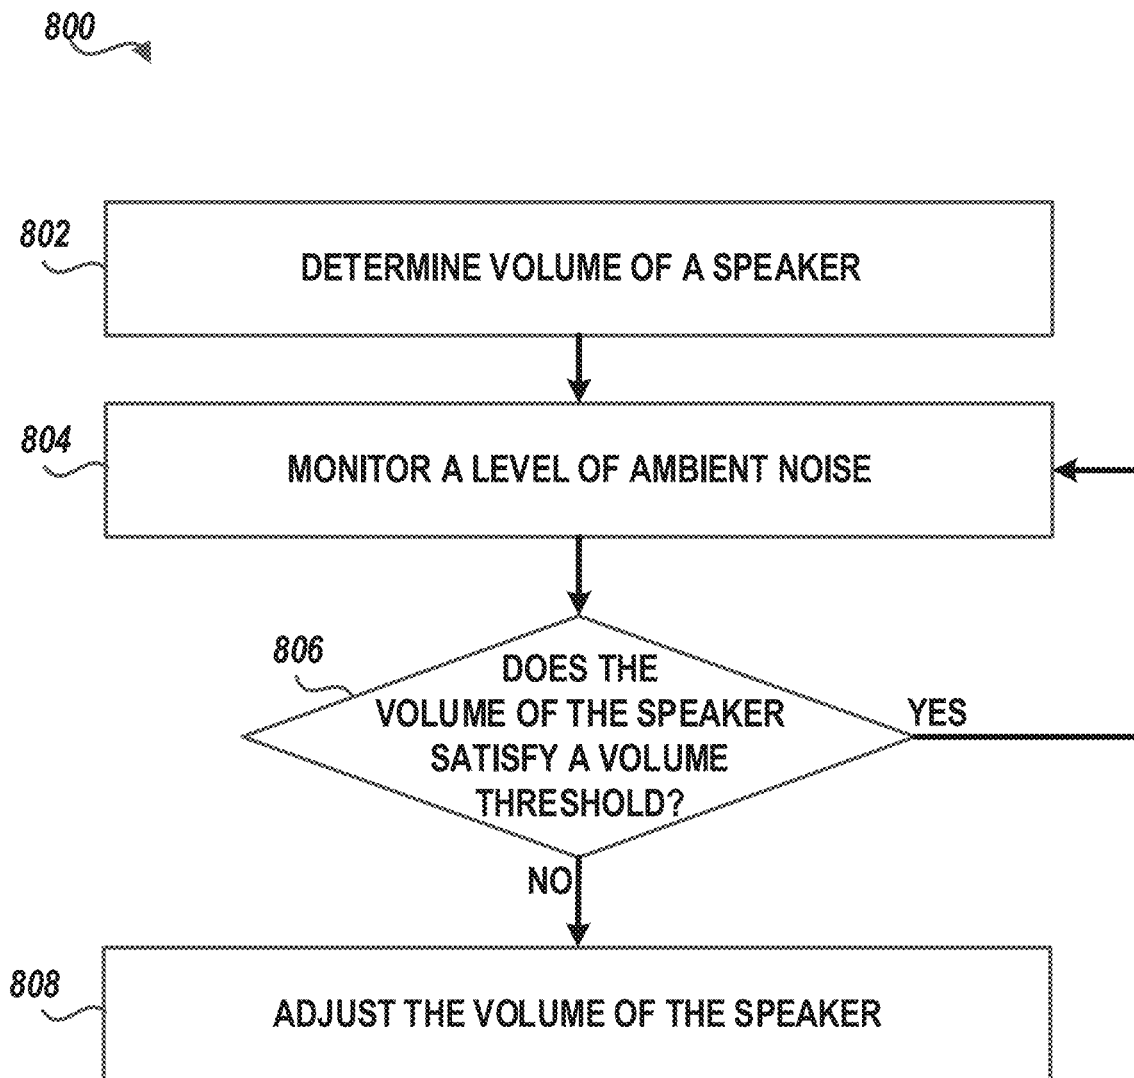 800
802
DETERMINE VOLUME OF A SPEAKER
804
MONITOR A LEVEL OF AMBIENT NOISE
806
DOES THE
VOLUME OF THE SPEAKER
SATISFY A VOLUME
THRESHOLD?
YES
NO
808
ADJUST THE VOLUME OF THE SPEAKER